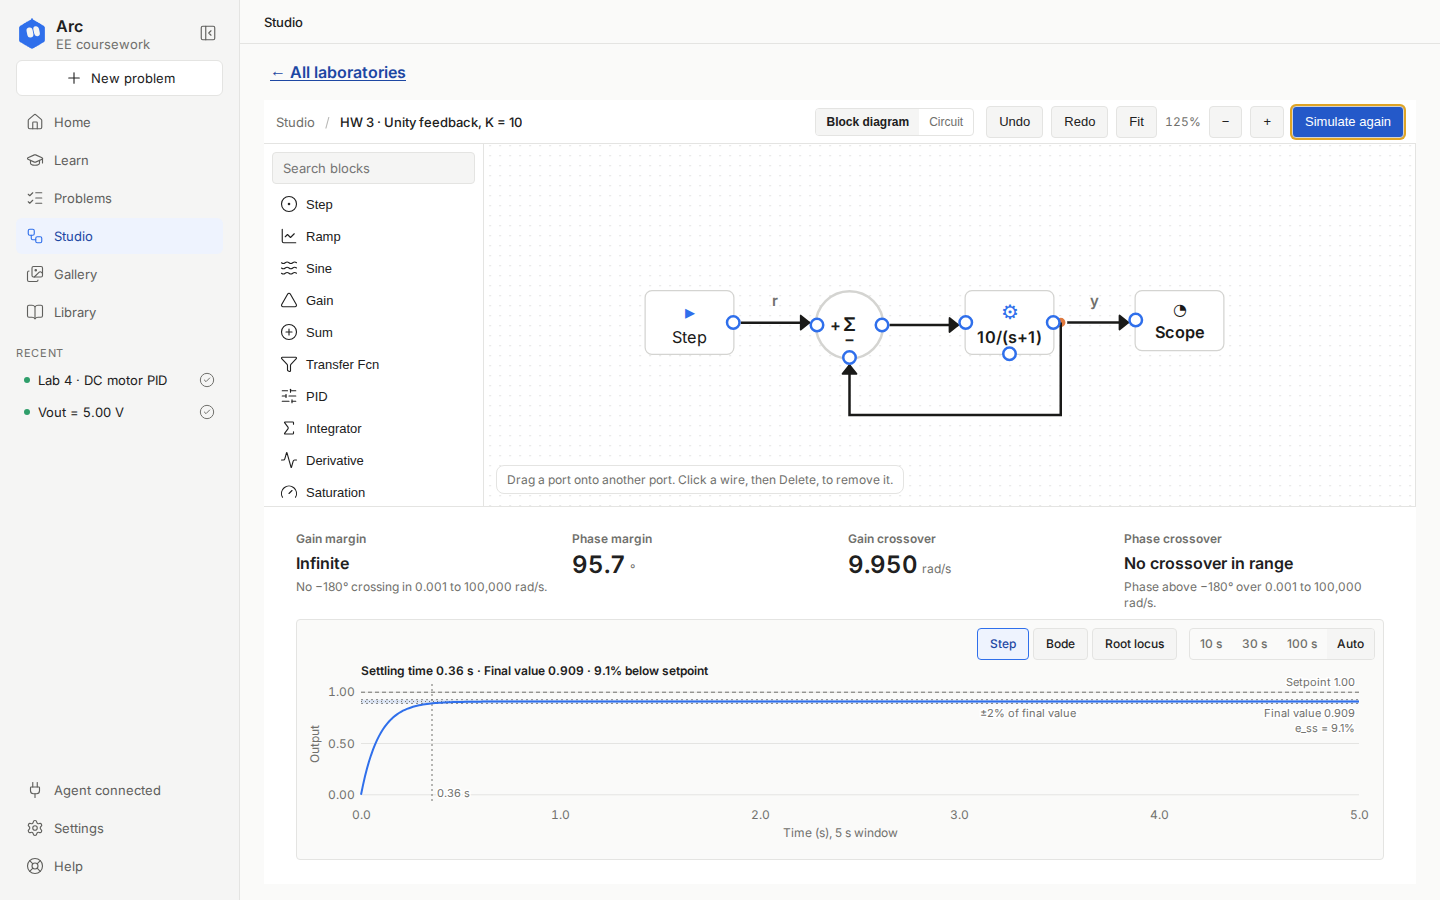 Arc
EE coursework
New problem
Home
Learn
Problems
Studio
Gallery
Library
RECENT
Lab 4 · DC motor PID
Vout = 5.00 V
Agent connected
Settings
Help
Studio
← All laboratories
Studio / HW 3 · Unity feedback, K = 10
Block diagram Circuit Undo Redo Fit 125% − + Simulate again
Search blocks
Step
Ramp
Sine
Gain
Sum
Transfer Fcn
PID
Integrator
Derivative
Saturation
r y
Step + Σ − 10/(s+1) Scope
Drag a port onto another port. Click a wire, then Delete, to remove it.
Gain margin
Infinite
No −180° crossing in 0.001 to 100,000 rad/s.
Phase margin
95.7 °
Gain crossover
9.950 rad/s
Phase crossover
No crossover in range
Phase above −180° over 0.001 to 100,000
rad/s.
Step Bode Root locus 10 s 30 s 100 s Auto
Settling time 0.36 s · Final value 0.909 · 9.1% below setpoint
Setpoint 1.00
1.00
±2% of final value
Final value 0.909
e_ss = 9.1%
Output
0.50
0.00
0.36 s
0.0 1.0 2.0 3.0 4.0 5.0
Time (s), 5 s window